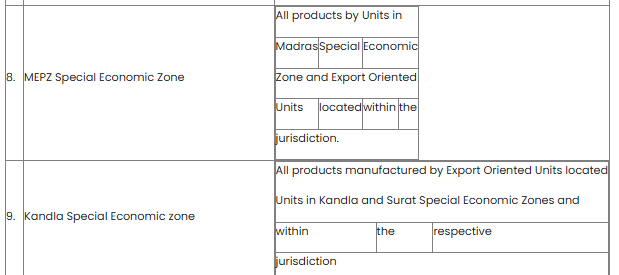 All products by Units in
Madras Special Economic
8. MEPZ Special Economic Zone Zone and Export Oriented
Units located within the
jurisdiction.
All products manufactured by Export Oriented Units located
Units in Kandla and Surat Special Economic Zones and
9. Kandla Special Economic zone
within the respective
jurisdiction